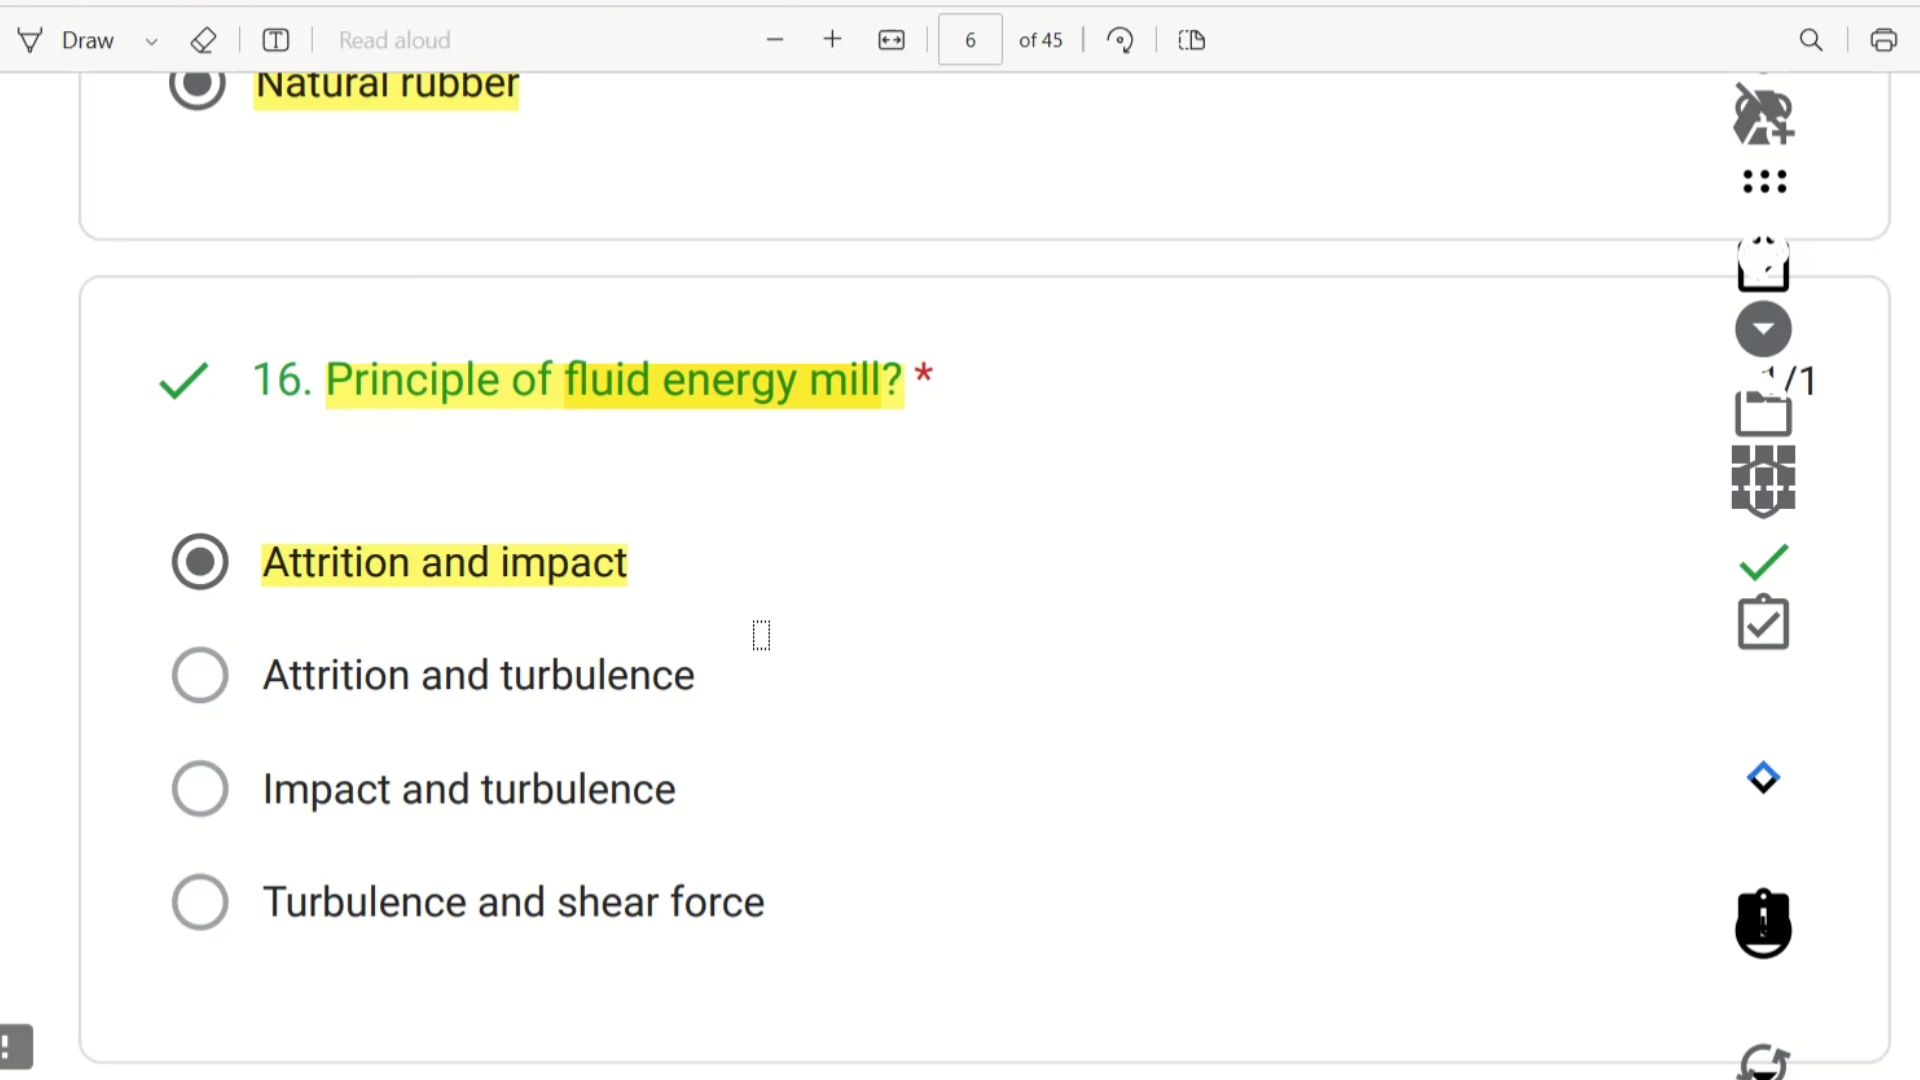 Draw
Read aloud
6 of 45
Natural rubber
16. Principle of fluid energy mill? *
1/1
Attrition and impact
Attrition and turbulence
Impact and turbulence
Turbulence and shear force